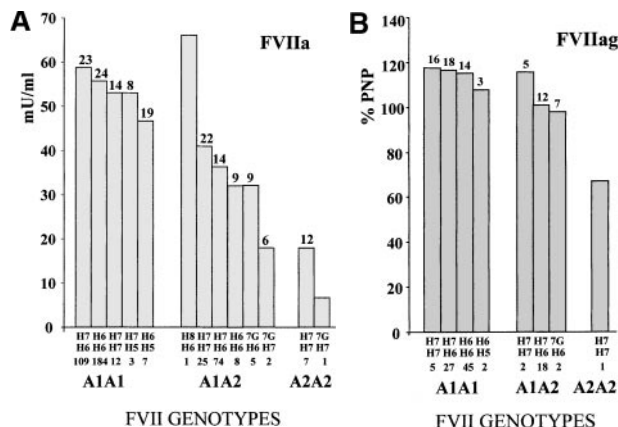 A
FVIIa
mU/ml
70
60
50
40
30
20
10
0
23 24 14 8 19
22 14 9 9 6
12
H7 H6 H7 H7 H6 H8 H7 H7 H6 7G 7G H7 7G
H6 H6 H7 H5 H5 H6 H7 H6 H6 H6 H7 H7 H7
109 184 12 3 7 1 25 74 8 5 2 7 1
A1A1 A1A2 A2A2
FVII GENOTYPES
B
FVIIag
% PNP
140
120
100
80
60
40
20
0
16 18 14 3
5 12 7
H7 H7 H6 H6 H7 H7 7G H7
H7 H6 H6 H5 H7 H6 H6 H7
5 27 45 2 2 18 2 1
A1A1 A1A2 A2A2
FVII GENOTYPES